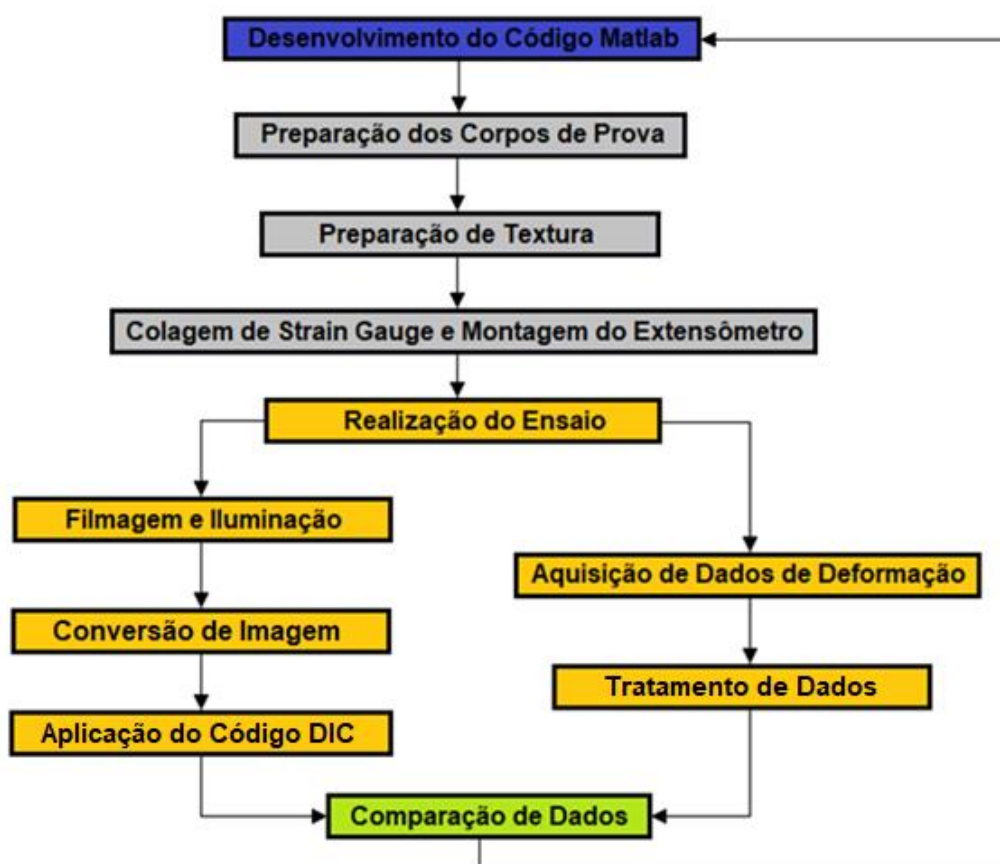 Desenvolvimento do Código Matlab
Preparação dos Corpos de Prova
Preparação de Textura
Colagem de Strain Gauge e Montagem do Extensômetro
Realização do Ensaio
Filmagem e Iluminação
Conversão de Imagem
Aplicação do Código DIC
Aquisição de Dados de Deformação
Tratamento de Dados
Comparação de Dados